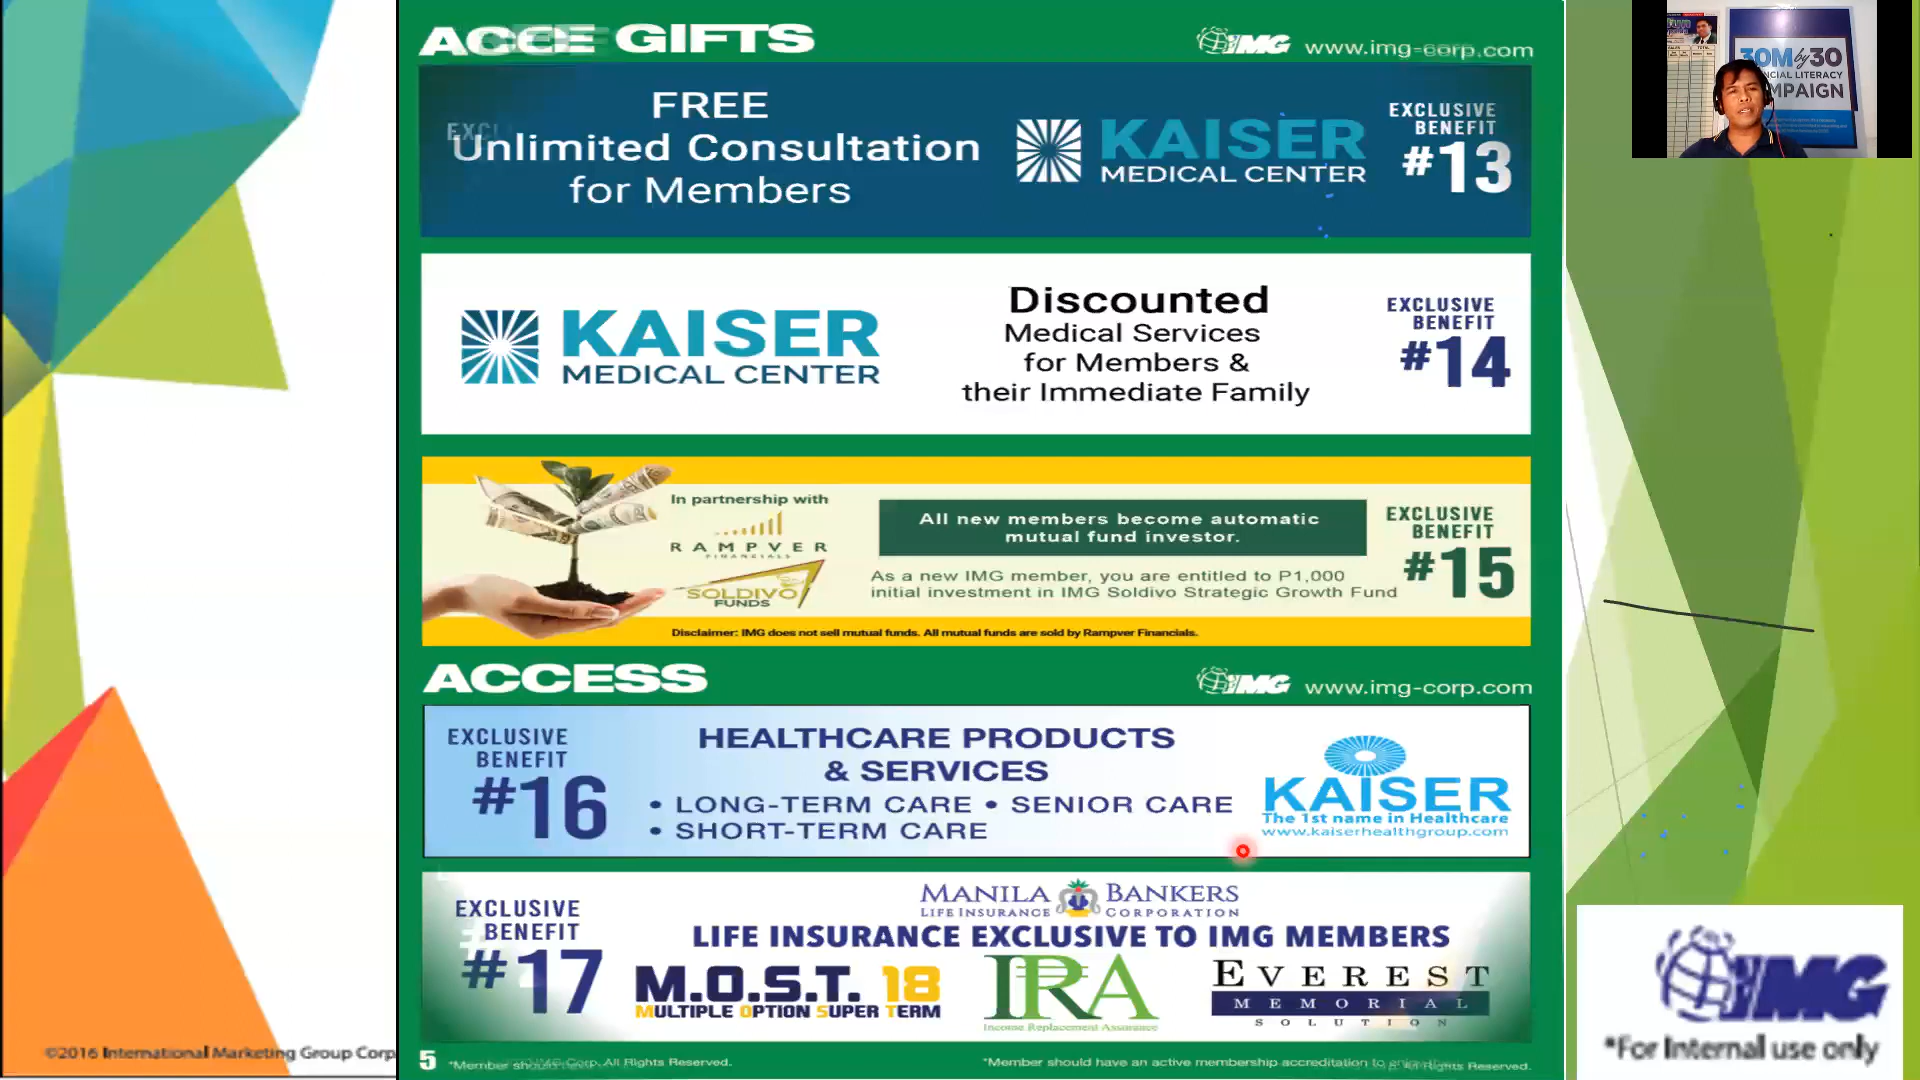 GIFTS
IMG www.img-corp.com
FREE
Unlimited Consultation
for Members
KAISER
MEDICAL CENTER
EXCLUSIVE
BENEFIT
#13
KAISER
MEDICAL CENTER
Discounted
Medical Services
for Members &
their Immediate Family
EXCLUSIVE
BENEFIT
#14
In partnership with
RAMPVER
FINANCIALS
SOLDIVO
FUNDS
All new members become automatic
mutual fund investor.
As a new IMG member, you are entitled to P1,000
initial investment in IMG Soldivo Strategic Growth Fund
EXCLUSIVE
BENEFIT
#15
Disclaimer: IMG does not sell mutual funds. All mutual funds are sold by Rampver Financials.
ACCESS
IMG www.img-corp.com
EXCLUSIVE
BENEFIT
#16
HEALTHCARE PRODUCTS
& SERVICES
• LONG-TERM CARE • SENIOR CARE
• SHORT-TERM CARE
KAISER
The 1st name in Healthcare
www.kaiserhealthgroup.com
EXCLUSIVE
BENEFIT
#17
MANILA BANKERS
LIFE INSURANCE CORPORATION
LIFE INSURANCE EXCLUSIVE TO IMG MEMBERS
M.O.S.T. 18
MULTIPLE OPTION SUPER TERM
IRA
Income Replacement Assurance
EVEREST
MEMORIAL
SOLUTION
5
*Member Corp. All Rights Reserved.
*Member should have an active membership accreditation to Rights Reserved.
©2016 International Marketing Group Corp
30M by 30
CAMPAIGN
IMG
*For Internal use only